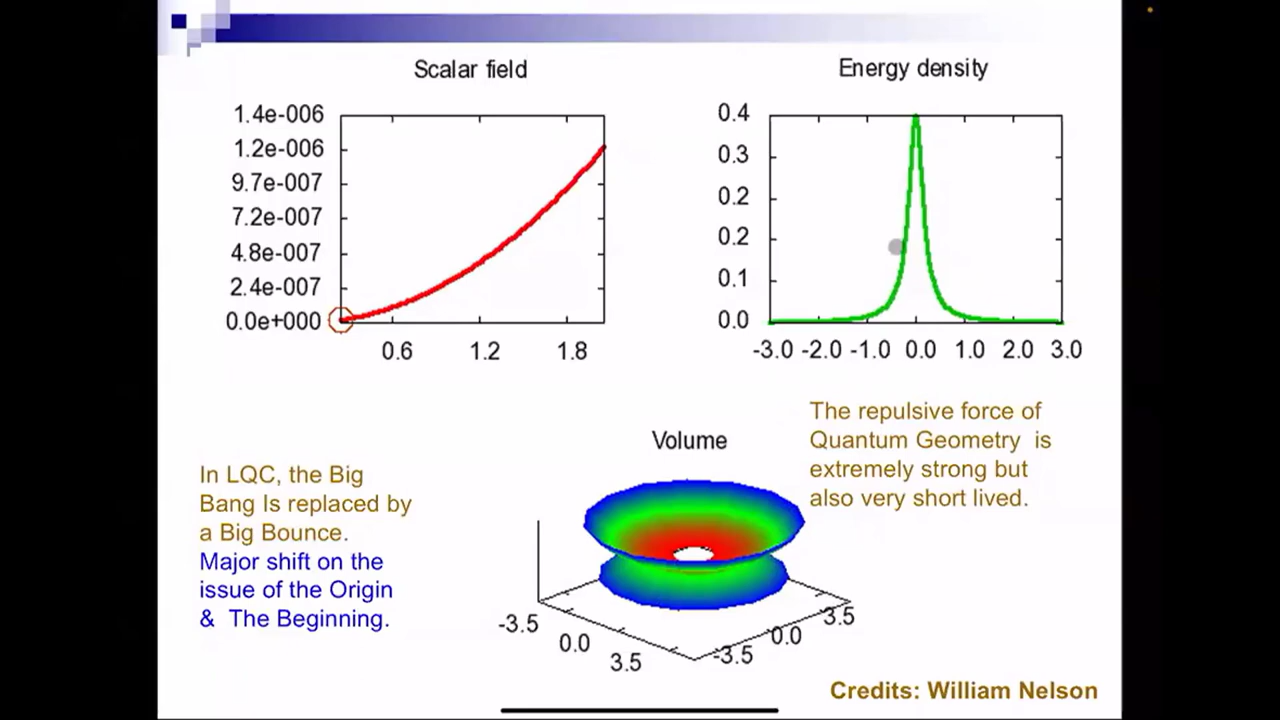 Scalar field
1.4e-006
1.2e-006
9.7e-007
7.2e-007
4.8e-007
2.4e-007
0.0e+000
0.6 1.2 1.8
Energy density
0.4
0.3
0.2
0.2
0.1
0.0
-3.0 -2.0 -1.0 0.0 1.0 2.0 3.0
The repulsive force of
Quantum Geometry is
extremely strong but
also very short lived.
In LQC, the Big
Bang Is replaced by
a Big Bounce.
Major shift on the
issue of the Origin
& The Beginning.
Volume
-3.5
0.0
3.5
-3.5
0.0
3.5
Credits: William Nelson